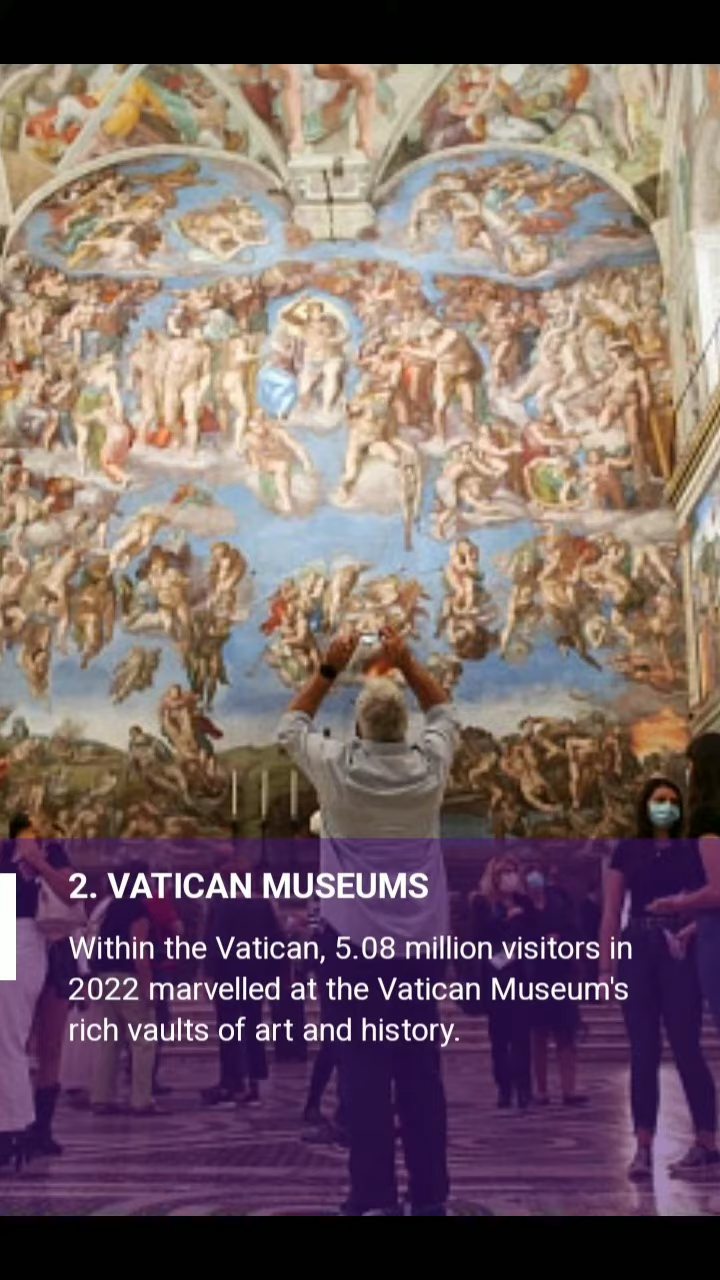 2. VATICAN MUSEUMS
Within the Vatican, 5.08 million visitors in
2022 marvelled at the Vatican Museum's
rich vaults of art and history.